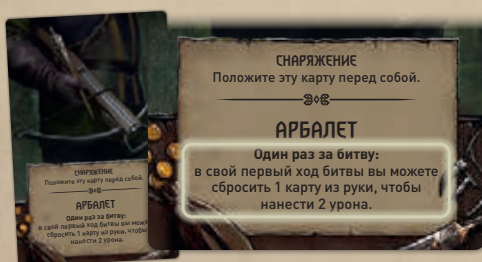 СНАРЯЖЕНИЕ
Положите эту карту перед собой.
АРБАЛЕТ
Один раз за битву:
в свой первый ход битвы вы можете
сбросить 1 карту из руки, чтобы
нанести 2 урона.
СНАРЯЖЕНИЕ
Положите эту карту перед собой.
АРБАЛЕТ
Один раз за битву:
в свой первый ход битвы вы
сбросить 1 карту из руки, чтобы
нанести 2 урона.